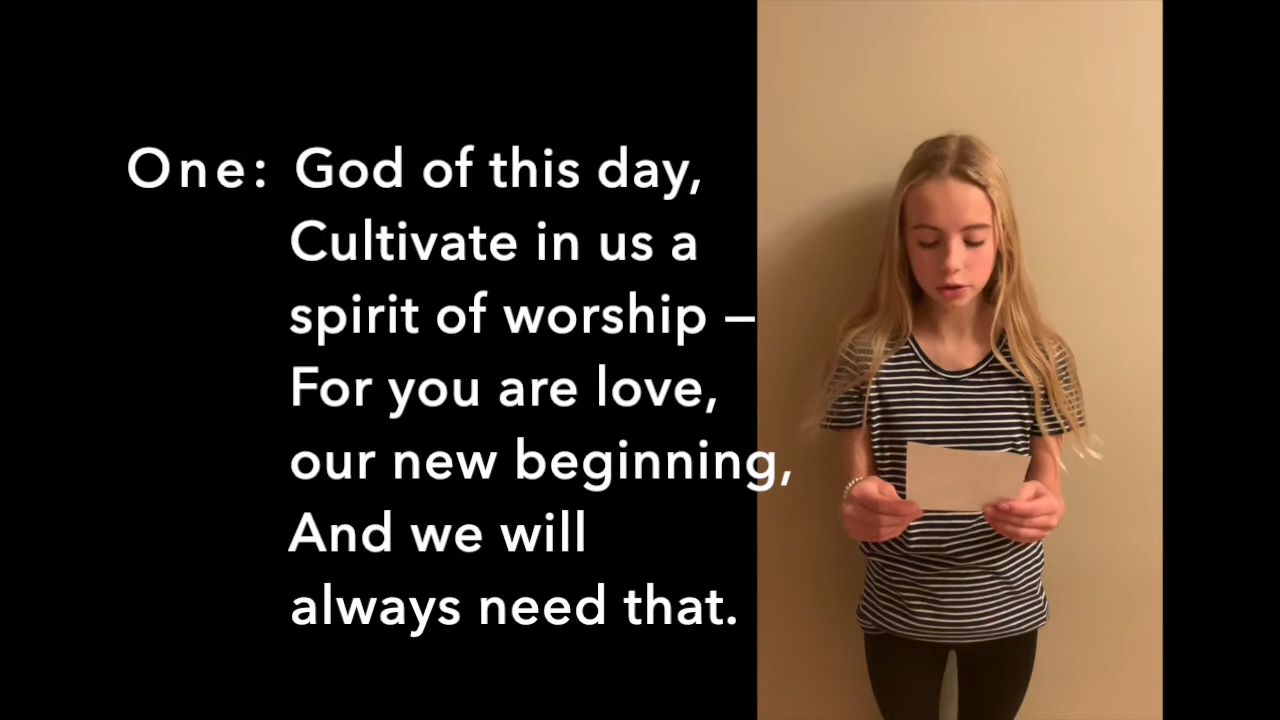 One: God of this day,
Cultivate in us a
spirit of worship –
For you are love,
our new beginning,
And we will
always need that.